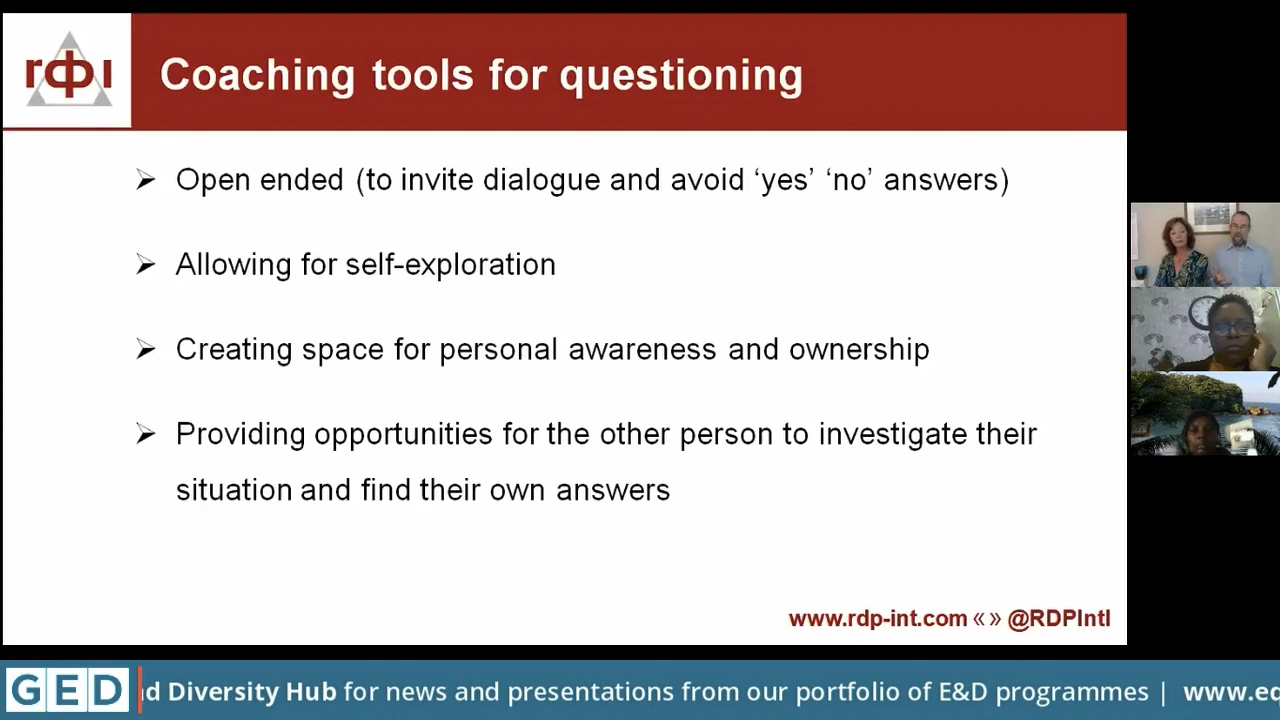 rфı
Coaching tools for questioning
➢ Open ended (to invite dialogue and avoid ‘yes’ ‘no’ answers)
➢ Allowing for self-exploration
➢ Creating space for personal awareness and ownership
➢ Providing opportunities for the other person to investigate their
situation and find their own answers
www.rdp-int.com «» @RDPIntl
GED
d Diversity Hub for news and presentations from our portfolio of E&D programmes | www.ed